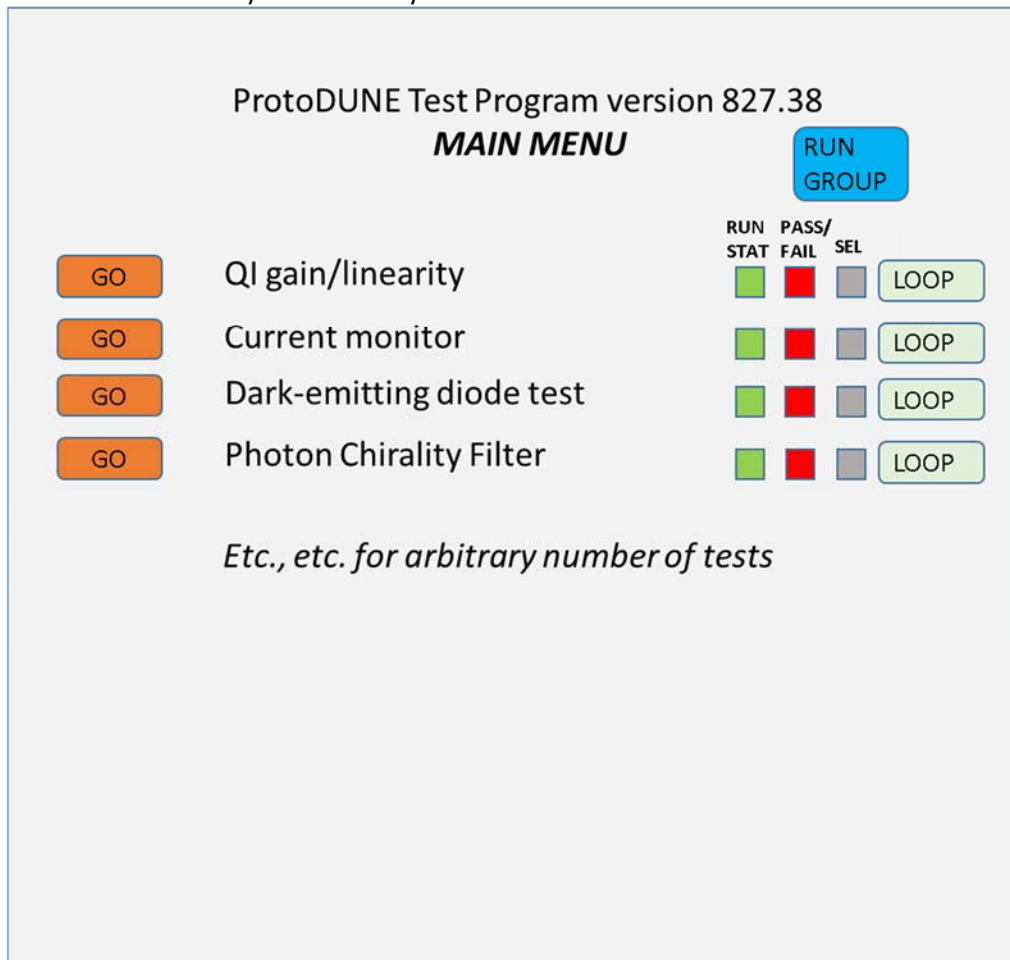 ProtoDUNE Test Program version 827.38
MAIN MENU
RUN
GROUP
RUN PASS/
STAT FAIL SEL
GO QI gain/linearity LOOP
GO Current monitor LOOP
GO Dark-emitting diode test LOOP
GO Photon Chirality Filter LOOP
Etc., etc. for arbitrary number of tests